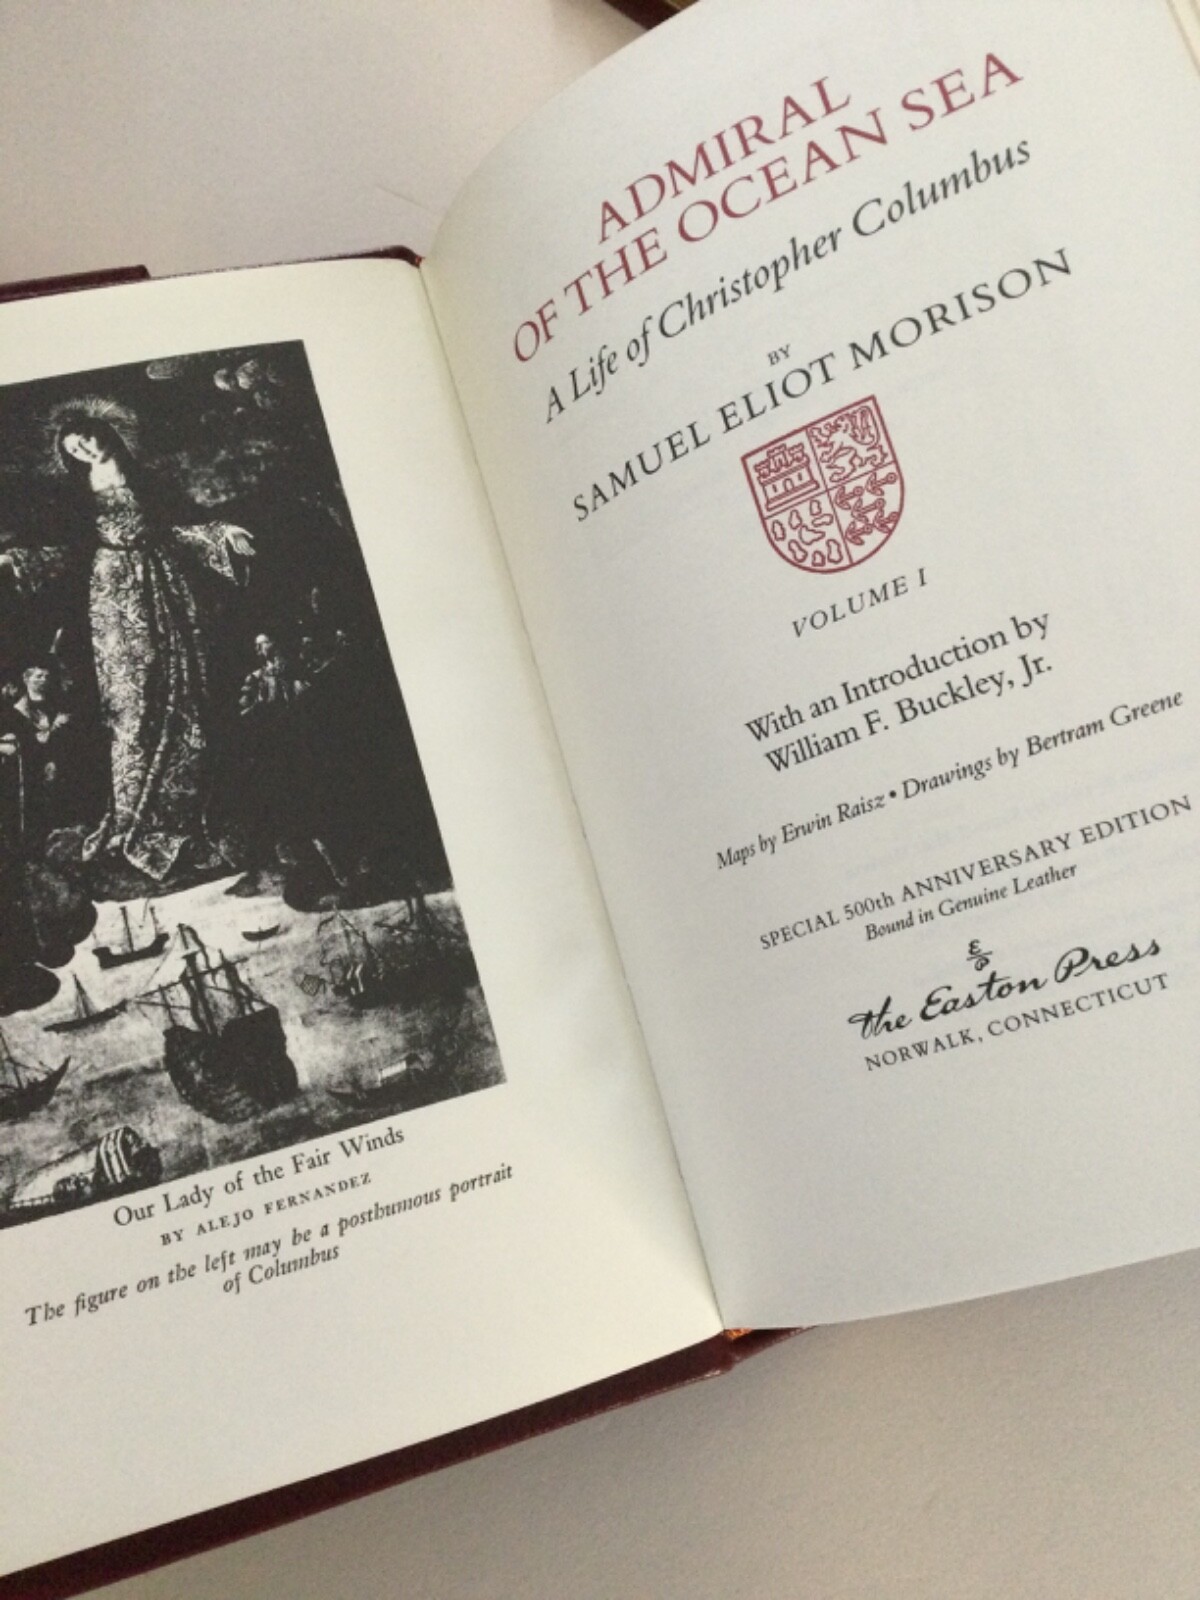 Our Lady of the Fair Winds
BY ALEJO FERNANDEZ
The figure on the left may be a posthumous portrait
of Columbus
ADMIRAL
OF THE OCEAN SEA
A Life of Christopher Columbus
BY
SAMUEL ELIOT MORISON
VOLUME I
With an Introduction by
William F. Buckley, Jr.
Maps by Erwin Raisz • Drawings by Bertram Greene
SPECIAL 500th ANNIVERSARY EDITION
Bound in Genuine Leather
the Easton Press
NORWALK, CONNECTICUT